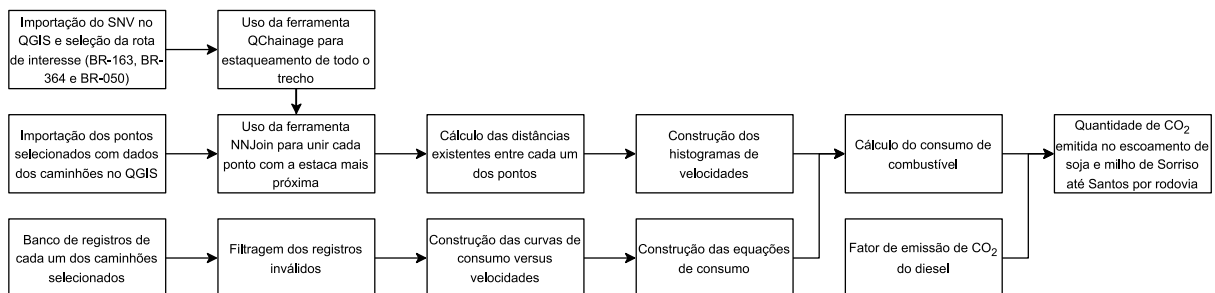 Importação do SNV no
QGIS e seleção da rota
de interesse (BR-163, BR-
364 e BR-050)
Uso da ferramenta
QChainage para
estaqueamento de todo o
trecho
Importação dos pontos
selecionados com dados
dos caminhões no QGIS
Uso da ferramenta
NNJoin para unir cada
ponto com a estaca mais
próxima
Cálculo das distâncias
existentes entre cada um
dos pontos
Construção dos
histogramas de
velocidades
Cálculo do consumo de
combustível
Quantidade de CO₂
emitida no escoamento de
soja e milho de Sorriso
até Santos por rodovia
Banco de registros de
cada um dos caminhões
selecionados
Filtragem dos registros
inválidos
Construção das curvas de
consumo versus
velocidades
Construção das equações
de consumo
Fator de emissão de CO₂
do diesel